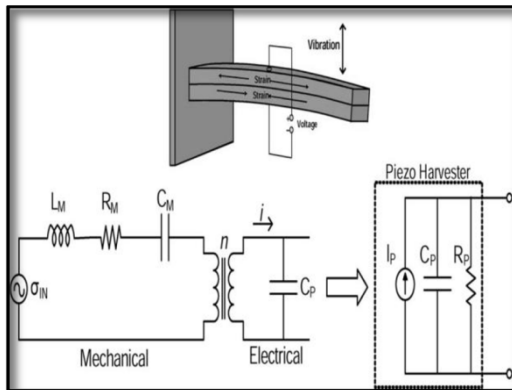 Vibration
Strain
Strain
+
-
Voltage
Piezo Harvester
L_M
R_M
C_M
i
n
I_P
C_P
R_P
σ_IN
C_P
Mechanical
Electrical